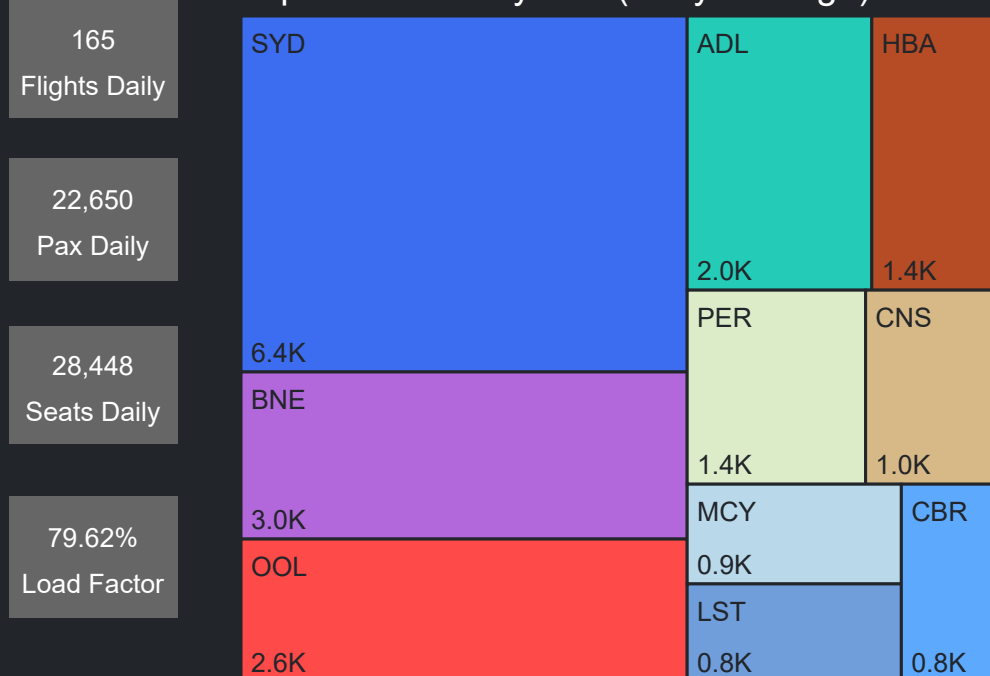 165
Flights Daily
22,650
Pax Daily
28,448
Seats Daily
79.62%
Load Factor
SYD
6.4K
BNE
3.0K
OOL
2.6K
ADL
2.0K
HBA
1.4K
PER
1.4K
CNS
1.0K
MCY
0.9K
LST
0.8K
CBR
0.8K